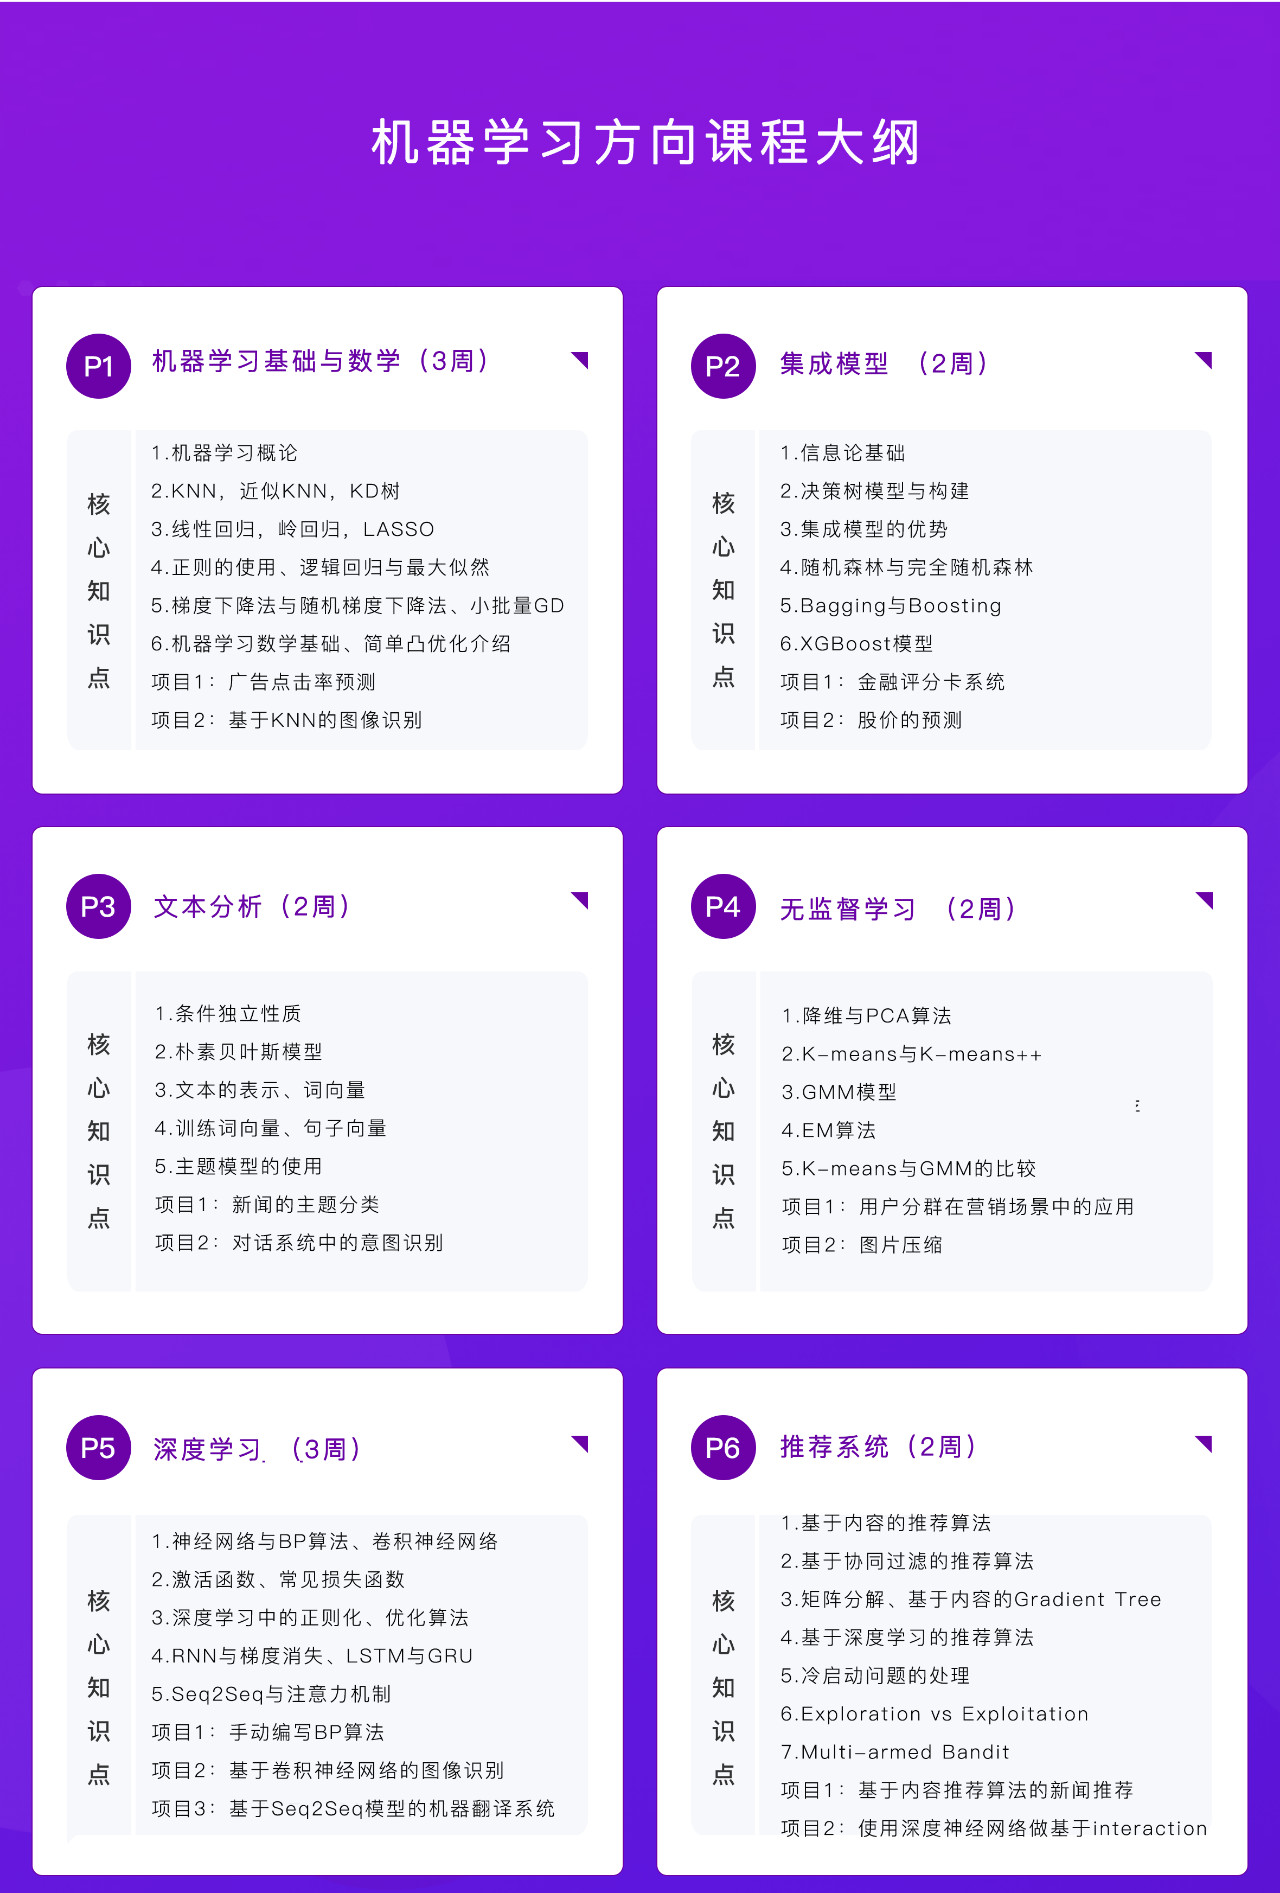 机器学习方向课程大纲
P1 机器学习基础与数学（3周）
核心知识点
1.机器学习概论
2.KNN，近似KNN，KD树
3.线性回归，岭回归，LASSO
4.正则的使用、逻辑回归与最大似然
5.梯度下降法与随机梯度下降法、小批量GD
6.机器学习数学基础、简单凸优化介绍
项目1：广告点击率预测
项目2：基于KNN的图像识别
P2 集成模型 （2周）
核心知识点
1.信息论基础
2.决策树模型与构建
3.集成模型的优势
4.随机森林与完全随机森林
5.Bagging与Boosting
6.XGBoost模型
项目1：金融评分卡系统
项目2：股价的预测
P3 文本分析（2周）
核心知识点
1.条件独立性质
2.朴素贝叶斯模型
3.文本的表示、词向量
4.训练词向量、句子向量
5.主题模型的使用
项目1：新闻的主题分类
项目2：对话系统中的意图识别
P4 无监督学习 （2周）
核心知识点
1.降维与PCA算法
2.K-means与K-means++
3.GMM模型
4.EM算法
5.K-means与GMM的比较
项目1：用户分群在营销场景中的应用
项目2：图片压缩
P5 深度学习 （3周）
核心知识点
1.神经网络与BP算法、卷积神经网络
2.激活函数、常见损失函数
3.深度学习中的正则化、优化算法
4.RNN与梯度消失、LSTM与GRU
5.Seq2Seq与注意力机制
项目1：手动编写BP算法
项目2：基于卷积神经网络的图像识别
项目3：基于Seq2Seq模型的机器翻译系统
P6 推荐系统（2周）
核心知识点
1.基于内容的推荐算法
2.基于协同过滤的推荐算法
3.矩阵分解、基于内容的Gradient Tree
4.基于深度学习的推荐算法
5.冷启动问题的处理
6.Exploration vs Exploitation
7.Multi-armed Bandit
项目1：基于内容推荐算法的新闻推荐
项目2：使用深度神经网络做基于interaction